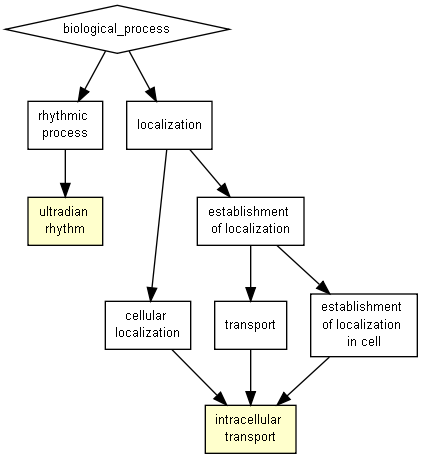 biological_process
rhythmic
process
localization
ultradian
rhythm
establishment
of localization
cellular
localization
transport
establishment
of localization
in cell
intracellular
transport